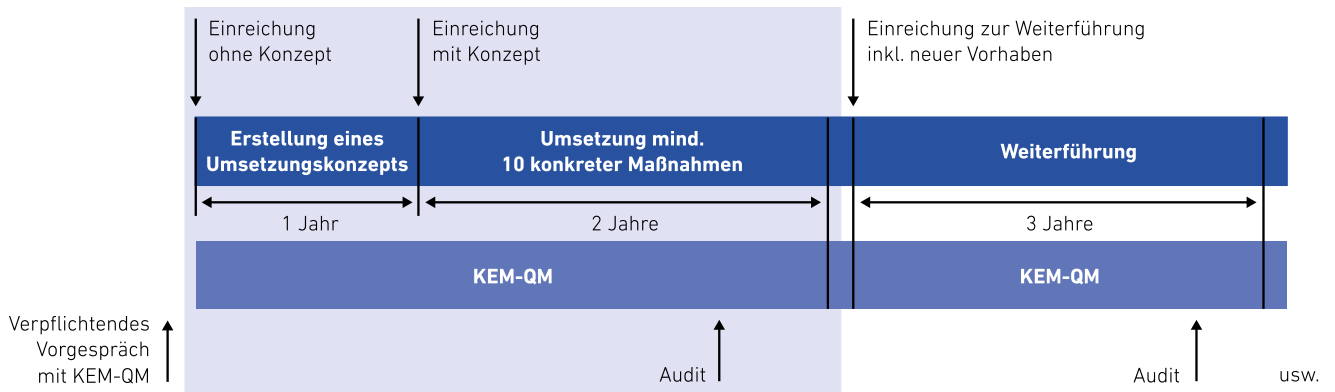 Einreichung
ohne Konzept
Einreichung
mit Konzept
Einreichung zur Weiterführung
inkl. neuer Vorhaben
Erstellung eines
Umsetzungskonzepts
Umsetzung mind.
10 konkreter Maßnahmen
Weiterführung
1 Jahr
2 Jahre
3 Jahre
KEM-QM
KEM-QM
Verpflichtendes
Vorgespräch
mit KEM-QM
Audit
Audit
usw.